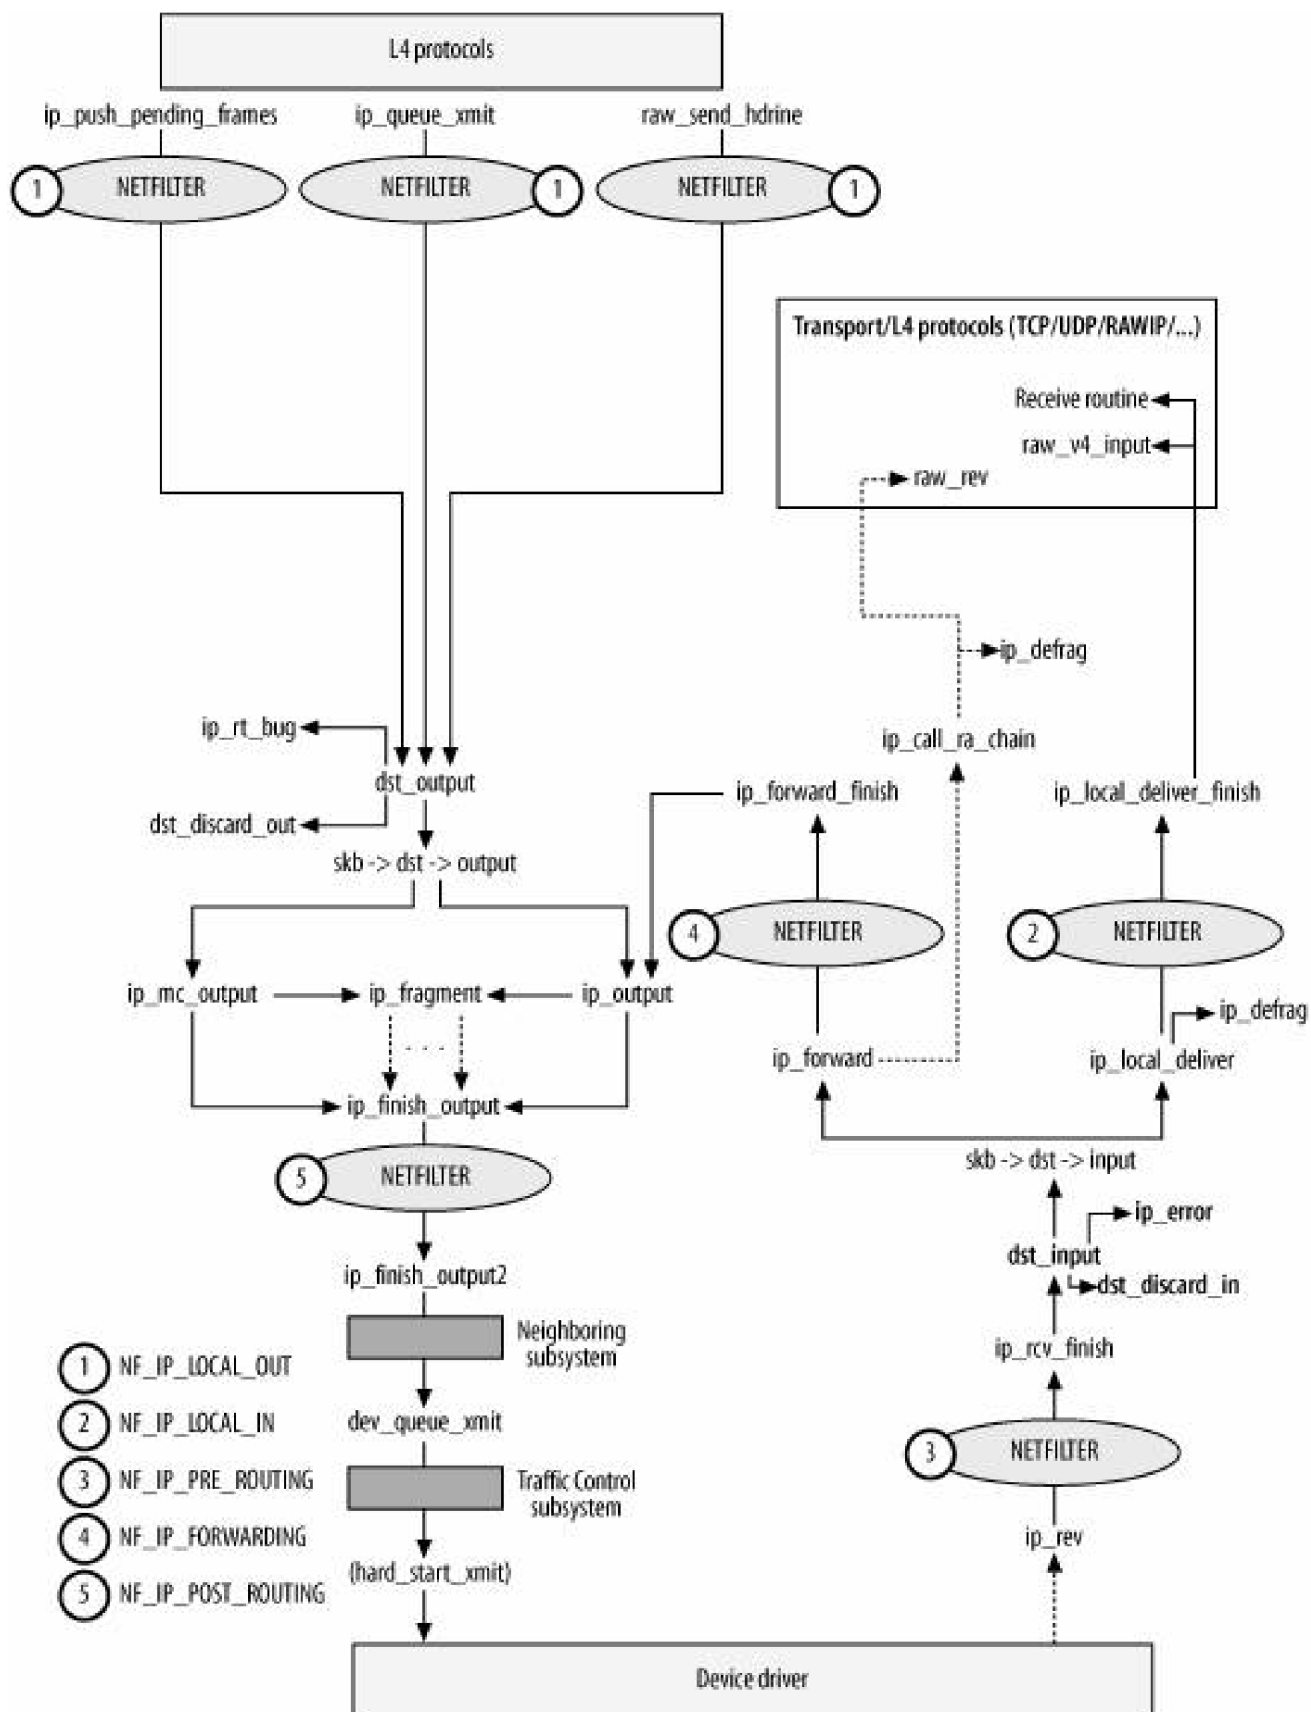 L4 protocols
ip_push_pending_frames
ip_queue_xmit
raw_send_hdrine
1
NETFILTER
NETFILTER
1
NETFILTER
1
Transport/L4 protocols (TCP/UDP/RAWIP/...)
Receive routine
raw_v4_input
raw_rev
ip_defrag
ip_rt_bug
ip_call_ra_chain
dst_output
ip_forward_finish
ip_local_deliver_finish
dst_discard_out
skb -> dst -> output
4
NETFILTER
2
NETFILTER
ip_mc_output
ip_fragment
ip_output
ip_defrag
. . .
ip_forward
ip_local_deliver
ip_finish_output
skb -> dst -> input
5
NETFILTER
ip_error
dst_input
dst_discard_in
ip_finish_output2
Neighboring
subsystem
ip_rcv_finish
1 NF_IP_LOCAL_OUT
2 NF_IP_LOCAL_IN
3 NF_IP_PRE_ROUTING
4 NF_IP_FORWARDING
5 NF_IP_POST_ROUTING
dev_queue_xmit
3
NETFILTER
Traffic Control
subsystem
ip_rev
(hard_start_xmit)
Device driver